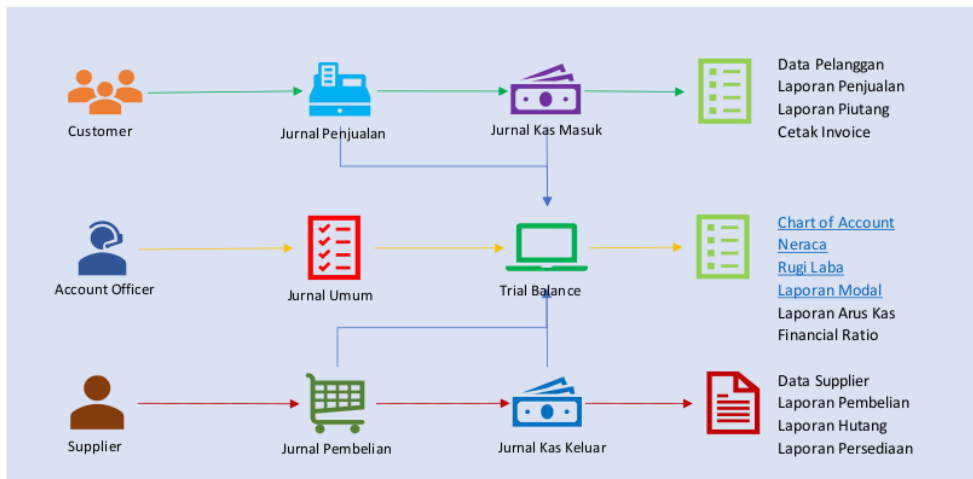 Customer
Jurnal Penjualan
Jurnal Kas Masuk
Data Pelanggan
Laporan Penjualan
Laporan Piutang
Cetak Invoice
Account Officer
Jurnal Umum
Trial Balance
Chart of Account
Neraca
Rugi Laba
Laporan Modal
Laporan Arus Kas
Financial Ratio
Supplier
Jurnal Pembelian
Jurnal Kas Keluar
Data Supplier
Laporan Pembelian
Laporan Hutang
Laporan Persediaan